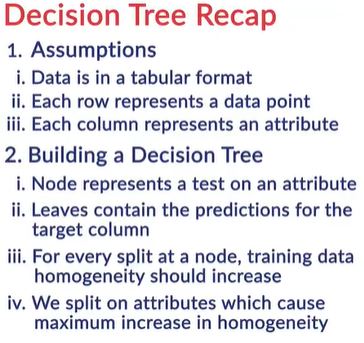 Decision Tree Recap
1. Assumptions
i. Data is in a tabular format
ii. Each row represents a data point
iii. Each column represents an attribute
2. Building a Decision Tree
i. Node represents a test on an attribute
ii. Leaves contain the predictions for the
target column
iii. For every split at a node, training data
homogeneity should increase
iv. We split on attributes which cause
maximum increase in homogeneity